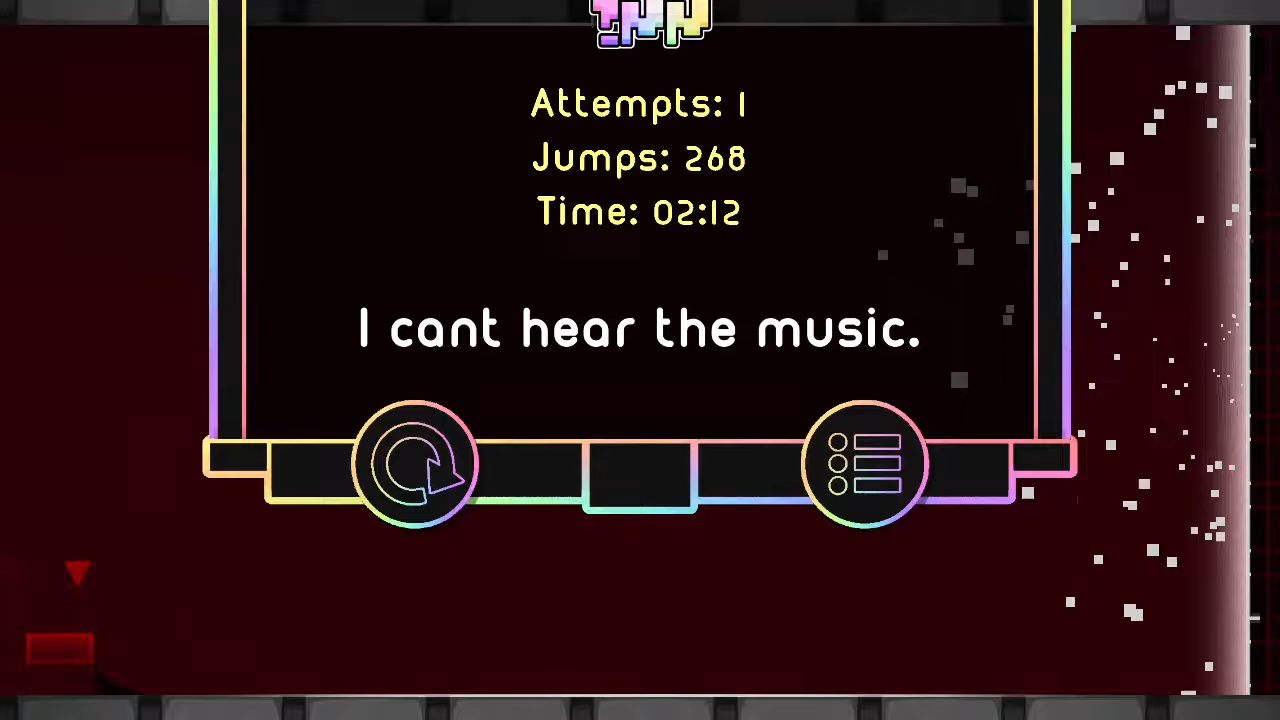 Attempts: 1
Jumps: 268
Time: 02:12
I cant hear the music.